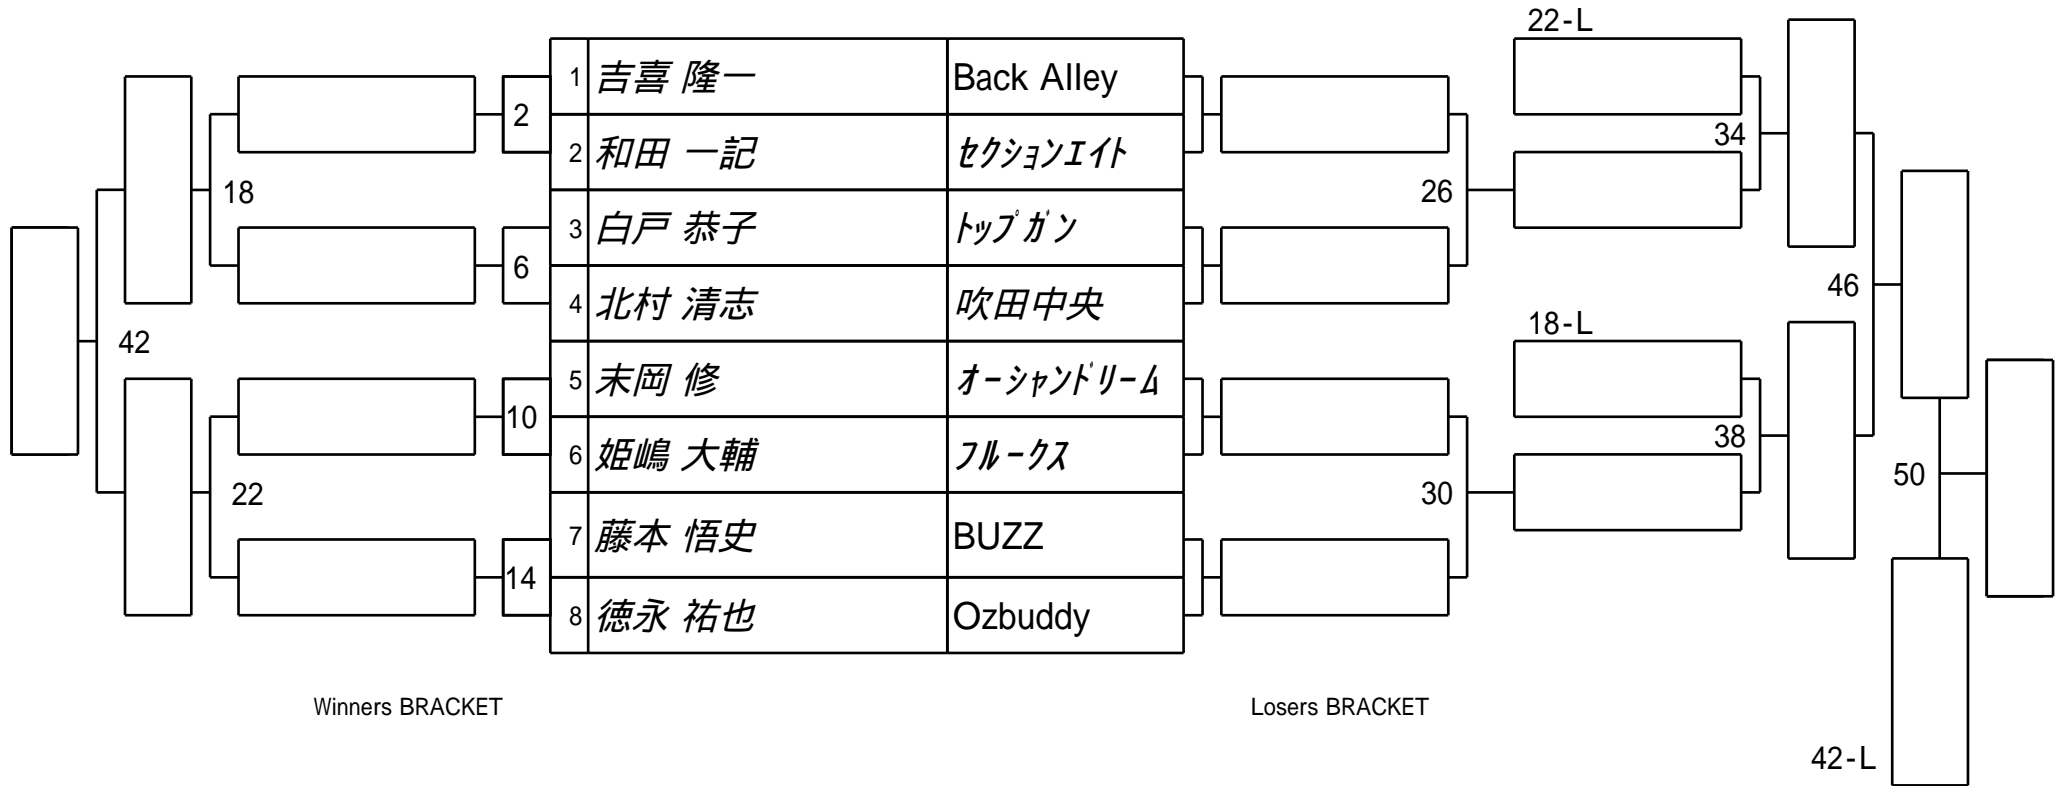 22-L
1 吉喜 隆一 Back Alley
2
34
2 和田 一記 ｾｸｼｮﾝｴｲﾄ
18
26
3 白戸 恭子 ﾄｯﾌﾟｶﾞﾝ
6
46
4 北村 清志 吹田中央
18-L
42
5 末岡 修 ｵｰｼｬﾝﾄﾞﾘｰﾑ
10
38
6 姫嶋 大輔 ﾌﾙｰｸｽ
50
22
30
7 藤本 悟史 BUZZ
14
8 徳永 祐也 Ozbuddy
Winners BRACKET
Losers BRACKET
42-L